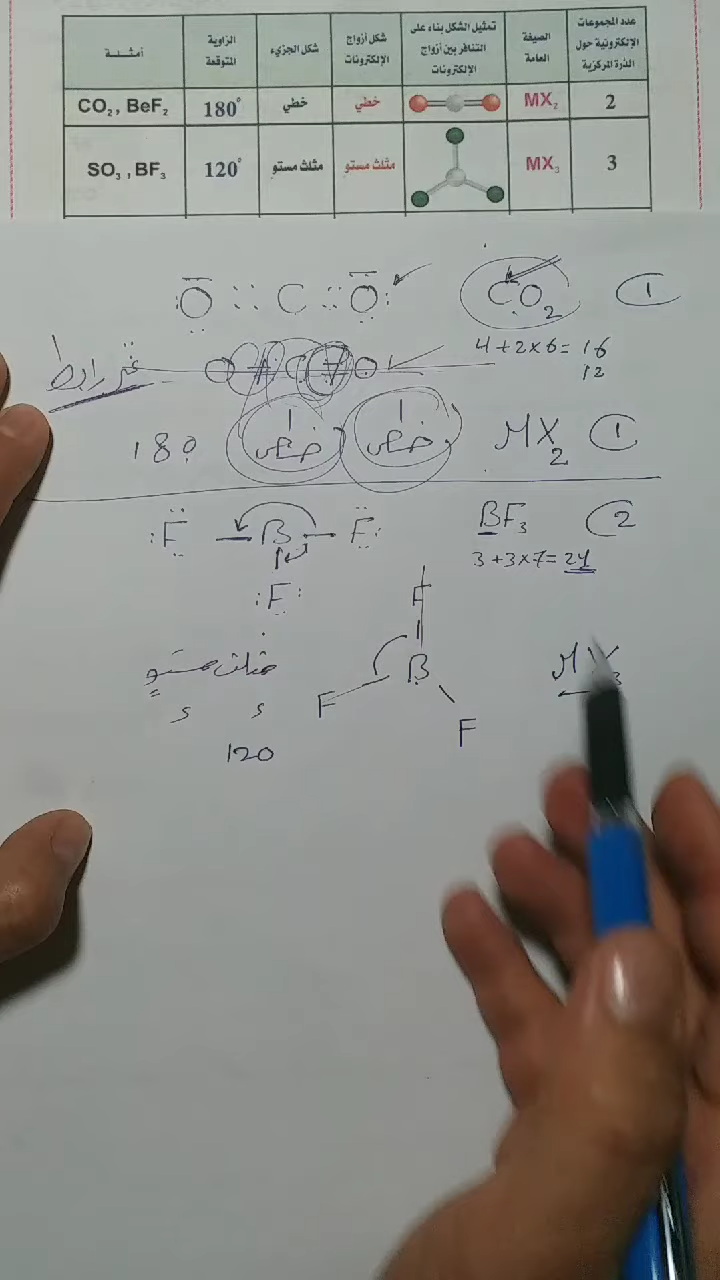 عدد المجموعات الإلكترونية حول الذرة المركزية
الصيغة العامة
تمثيل الشكل بناء على التنافر بين أزواج الإلكترونات
شكل أزواج الإلكترونات
شكل الجزيء
الزاوية المتوقعة
أمثلة
2 MX₂ خطي خطي 180° CO₂ , BeF₂
3 MX₃ مثلث مستو مثلث مستو 120° SO₃ , BF₃
1 CO₂ :O :: C :: O:
4+2×6=16
12
O C O غير رابط
1 MX₂ خطي خطي 180
2 BF₃ :F — B — F:
3+3×7=24
:F:
F
MX₃ B مثلث مستوٍ
F F
120